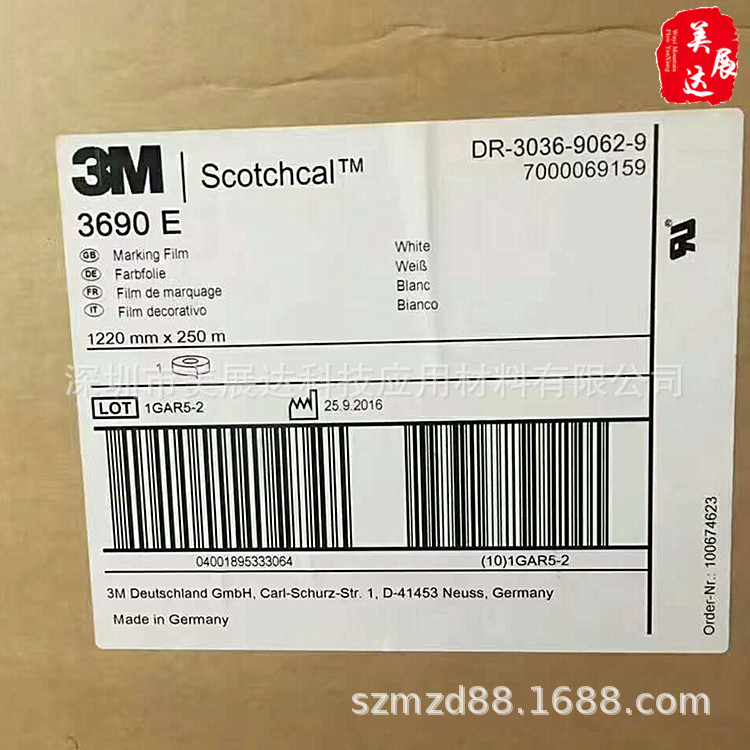 美展达
Wuyi Mountain
3M Scotchcal™
DR-3036-9062-9
7000069159
3690 E
GB Marking Film White
DE Farbfolie Weiß
FR Film de marquage Blanc
IT Film decorativo Bianco
1220 mm x 250 m
1
深圳市美展达科技应用材料有限公司
LOT 1GAR5-2 25.9.2016
04001895333064 (10)1GAR5-2
3M Deutschland GmbH, Carl-Schurz-Str. 1, D-41453 Neuss, Germany
Made in Germany
Order-Nr.: 100674623
szmzd88.1688.com